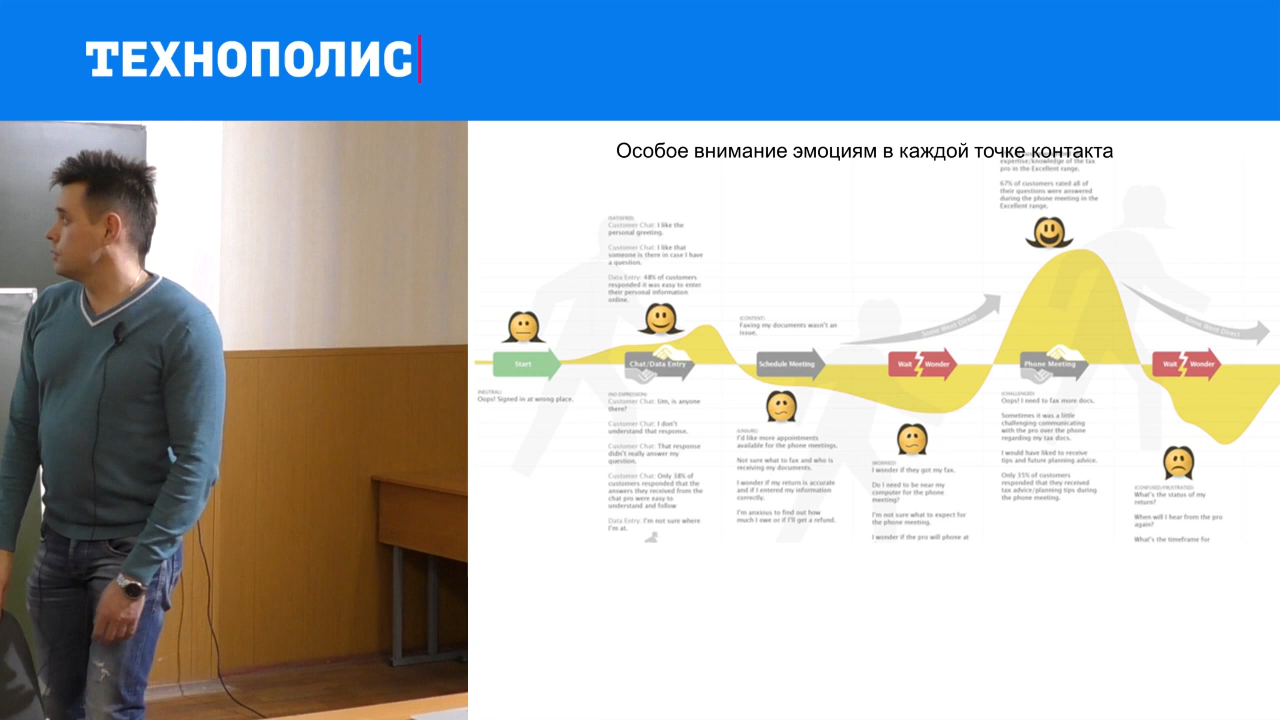 ТЕХНОПОЛИС
Особое внимание эмоциям в каждой точке контакта
expertise/knowledge of the tax
pro in the Excellent range.
67% of customers rated all of
their questions were answered
during the phone meeting in the
Excellent range.
(SATISFIED)
Customer Chat: I like the
personal greeting.
Customer Chat: I like that
someone is there in case I have
a question.
Data Entry: 48% of customers
responded it was easy to enter
their personal information
online.
(CONTENT)
Faxing my documents wasn't an
issue.
Some Went Direct
Some Went Direct
Start
Chat/Data Entry
Schedule Meeting
Wait Wonder
Phone Meeting
Wait Wonder
(NEUTRAL)
Oops! Signed in at wrong place.
(NO EXPRESSION)
Customer Chat: Um, is anyone
there?
Customer Chat: I don't
understand that response.
Customer Chat: That response
didn't really answer my
question.
Customer Chat: Only 38% of
customers responded that the
answers they received from the
chat pro were easy to
understand and follow
Data Entry: I'm not sure where
I'm at.
(UNSURE)
I'd like more appointments
available for the phone meetings.
Not sure what to fax and who is
receiving my documents.
I wonder if my return is accurate
and if I entered my information
correctly.
I'm anxious to find out how
much I owe or if I'll get a refund.
(WORRIED)
I wonder if they got my fax.
Do I need to be near my
computer for the phone
meeting?
I'm not sure what to expect for
the phone meeting.
I wonder if the pro will phone at
(CHALLENGED)
Oops! I need to fax more docs.
Sometimes it was a little
challenging communicating
with the pro over the phone
regarding my tax docs.
I would have liked to receive
tips and future planning advice.
Only 35% of customers
responded that they received
tax advice/planning tips during
the phone meeting.
(CONFUSED/FRUSTRATED)
What's the status of my
return?
When will I hear from the pro
again?
What's the timeframe for